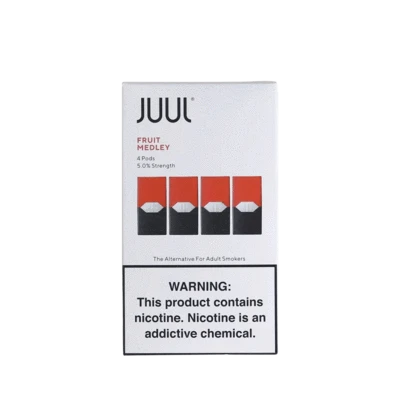 JUUL®
FRUIT
MEDLEY
4 Pods
5.0% Strength
The Alternative For Adult Smokers
WARNING:
This product contains
nicotine. Nicotine is an
addictive chemical.